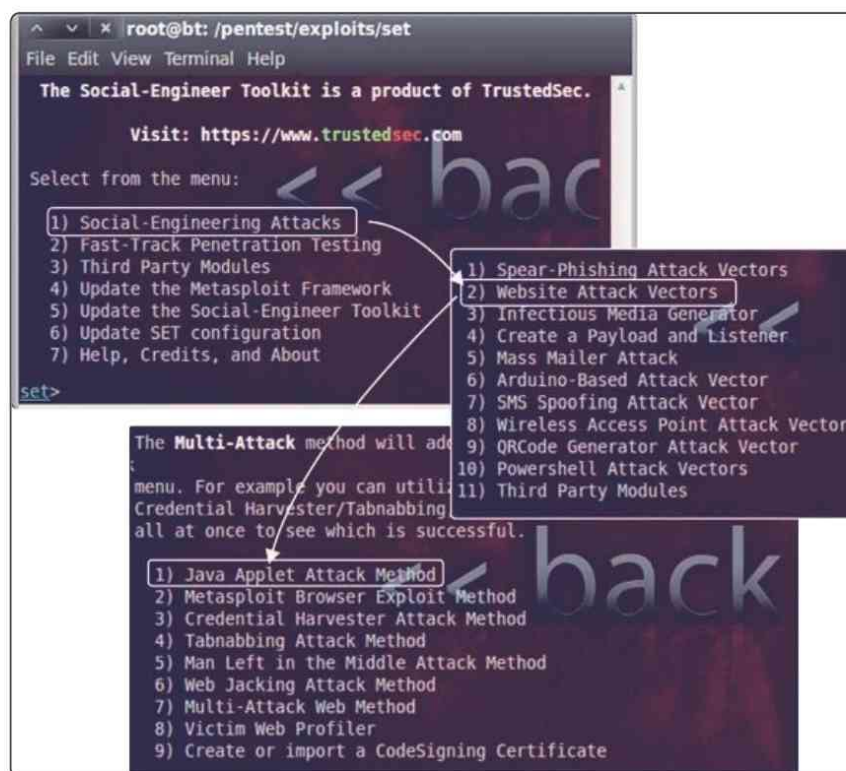 root@bt: /pentest/exploits/set
File Edit View Terminal Help
The Social-Engineer Toolkit is a product of TrustedSec.
Visit: https://www.trustedsec.com
<< bac
Select from the menu:
1) Social-Engineering Attacks
2) Fast-Track Penetration Testing
3) Third Party Modules
4) Update the Metasploit Framework
5) Update the Social-Engineer Toolkit
6) Update SET configuration
7) Help, Credits, and About
set>
1) Spear-Phishing Attack Vectors
2) Website Attack Vectors
3) Infectious Media Generator
4) Create a Payload and Listener
5) Mass Mailer Attack
6) Arduino-Based Attack Vector
7) SMS Spoofing Attack Vector
8) Wireless Access Point Attack Vector
9) QRCode Generator Attack Vector
10) Powershell Attack Vectors
11) Third Party Modules
<<
The Multi-Attack method will add
menu. For example you can utiliz
Credential Harvester/Tabnabbing
all at once to see which is successful.
<< back
1) Java Applet Attack Method
2) Metasploit Browser Exploit Method
3) Credential Harvester Attack Method
4) Tabnabbing Attack Method
5) Man Left in the Middle Attack Method
6) Web Jacking Attack Method
7) Multi-Attack Web Method
8) Victim Web Profiler
9) Create or import a CodeSigning Certificate